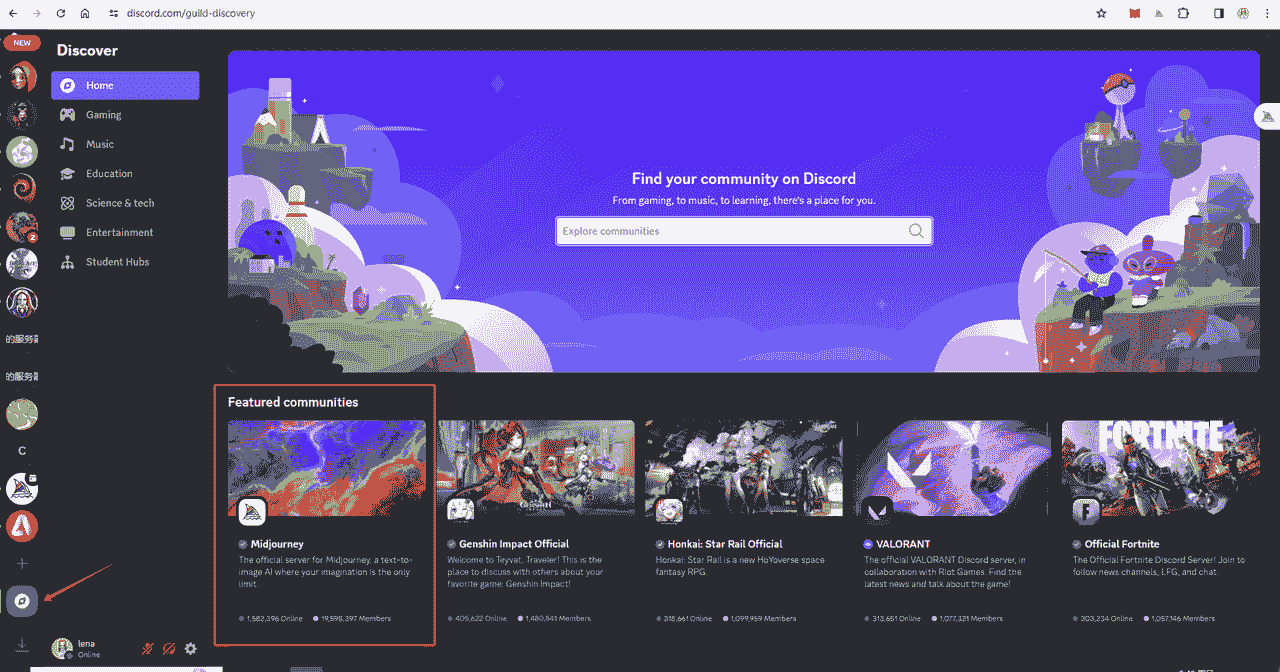 discord.com/guild-discovery
NEW
Discover
Home
Gaming
Music
Education
Science & tech
Entertainment
Student Hubs
2
的服务器
的服务器
C
Find your community on Discord
From gaming, to music, to learning, there's a place for you.
Explore communities
Featured communities
Midjourney
The official server for Midjourney, a text-to-
image AI where your imagination is the only
limit.
1,582,396 Online 19,598,397 Members
Genshin Impact Official
Welcome to Teyvat, Traveler! This is the
place to discuss with others about your
favorite game: Genshin Impact!
405,622 Online 1,480,841 Members
Honkai: Star Rail Official
Honkai: Star Rail is a new HoYoverse space
fantasy RPG.
318,661 Online 1,099,959 Members
VALORANT
The official VALORANT Discord server, in
collaboration with Riot Games. Find the
latest news and talk about the game!
313,651 Online 1,077,321 Members
FORTNITE
F
Official Fortnite
The Official Fortnite Discord Server! Join to
follow news channels, LFG, and chat.
303,234 Online 1,057,146 Members
lena
Online